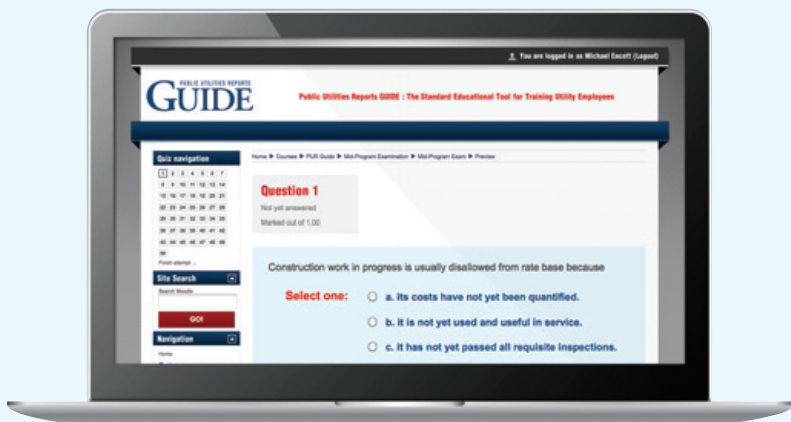 You are logged in as Michael Eacott (Logout)
PUBLIC UTILITIES REPORTS
GUIDE
Public Utilities Reports GUIDE : The Standard Educational Tool for Training Utility Employees
Quiz navigation
Home ▶ Courses ▶ PUR Guide ▶ Mid-Program Examination ▶ Mid-Program Exam ▶ Preview
1 2 3 4 5 6 7
8 9 10 11 12 13 14
15 16 17 18 19 20 21
22 23 24 25 26 27 28
29 30 31 32 33 34 35
36 37 38 39 40 41 42
43 44 45 46 47 48 49
50
Finish attempt ...
Question 1
Not yet answered
Marked out of 1.00
Site Search
Search Moodle
GO!
Navigation
Home
Construction work in progress is usually disallowed from rate base because
Select one:
a. its costs have not yet been quantified.
b. it is not yet used and useful in service.
c. it has not yet passed all requisite inspections.